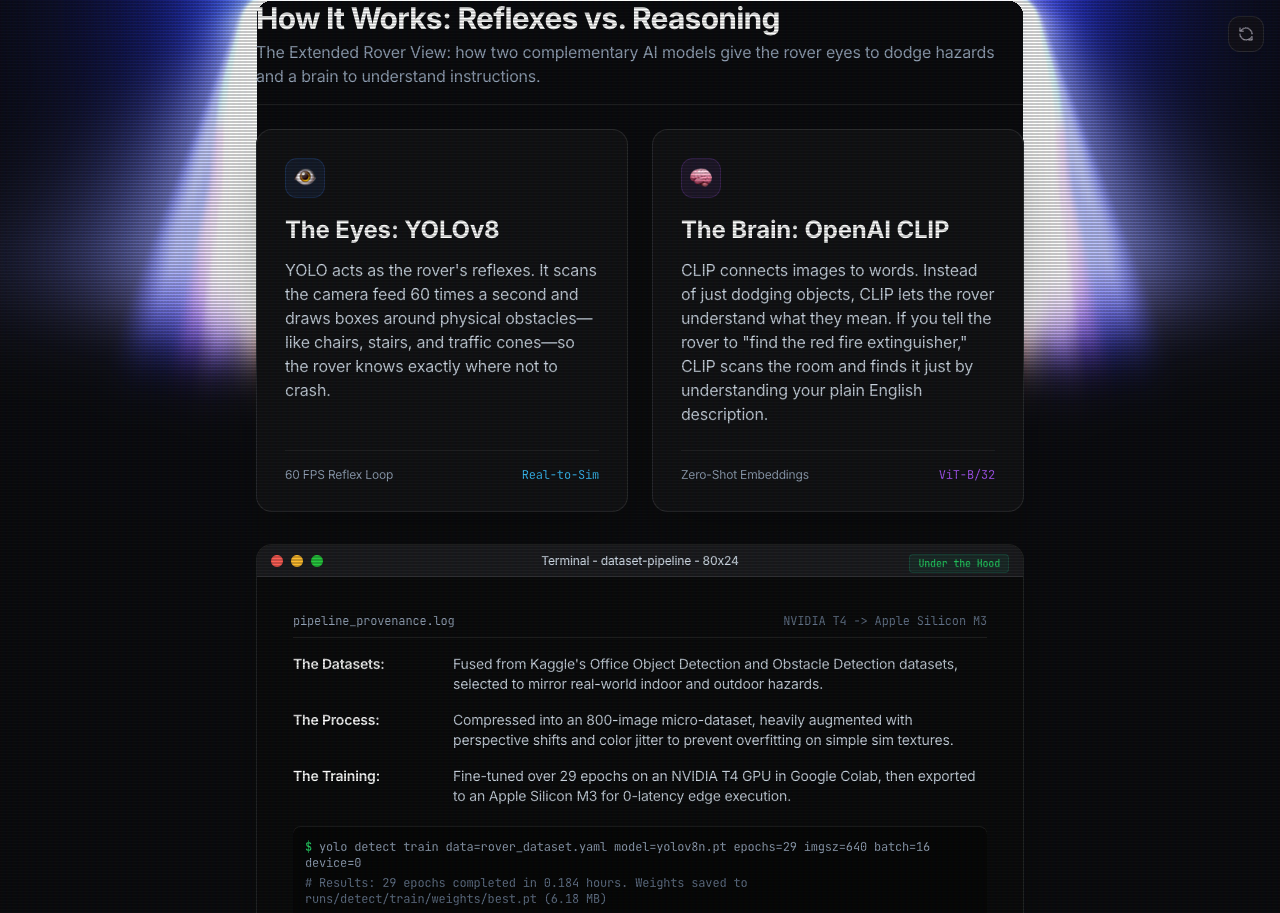 How It Works: Reflexes vs. Reasoning
The Extended Rover View: how two complementary AI models give the rover eyes to dodge hazards
and a brain to understand instructions.
The Eyes: YOLOv8
YOLO acts as the rover's reflexes. It scans
the camera feed 60 times a second and
draws boxes around physical obstacles—
like chairs, stairs, and traffic cones—so
the rover knows exactly where not to
crash.
60 FPS Reflex Loop
Real-to-Sim
The Brain: OpenAI CLIP
CLIP connects images to words. Instead
of just dodging objects, CLIP lets the rover
understand what they mean. If you tell the
rover to "find the red fire extinguisher,"
CLIP scans the room and finds it just by
understanding your plain English
description.
Zero-Shot Embeddings
ViT-B/32
Terminal - dataset-pipeline - 80x24
Under the Hood
pipeline_provenance.log
NVIDIA T4 -> Apple Silicon M3
The Datasets:
Fused from Kaggle's Office Object Detection and Obstacle Detection datasets,
selected to mirror real-world indoor and outdoor hazards.
The Process:
Compressed into an 800-image micro-dataset, heavily augmented with
perspective shifts and color jitter to prevent overfitting on simple sim textures.
The Training:
Fine-tuned over 29 epochs on an NVIDIA T4 GPU in Google Colab, then exported
to an Apple Silicon M3 for 0-latency edge execution.
$ yolo detect train data=rover_dataset.yaml model=yolov8n.pt epochs=29 imgsz=640 batch=16
device=0
# Results: 29 epochs completed in 0.184 hours. Weights saved to
runs/detect/train/weights/best.pt (6.18 MB)